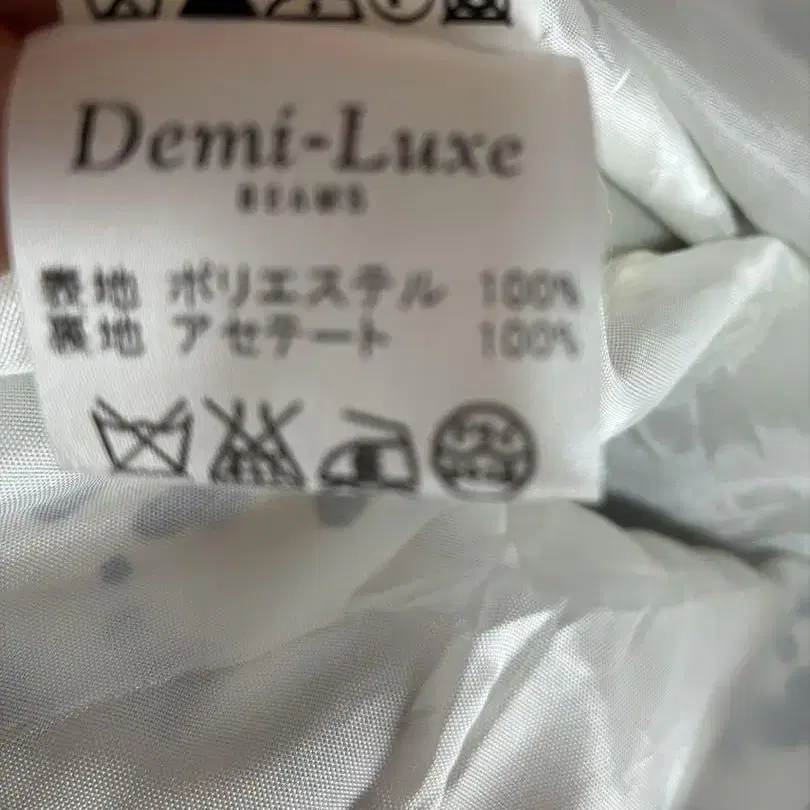 Demi-Luxe
BEAMS
表地 ポリエステル 100%
裏地 アセテート 100%